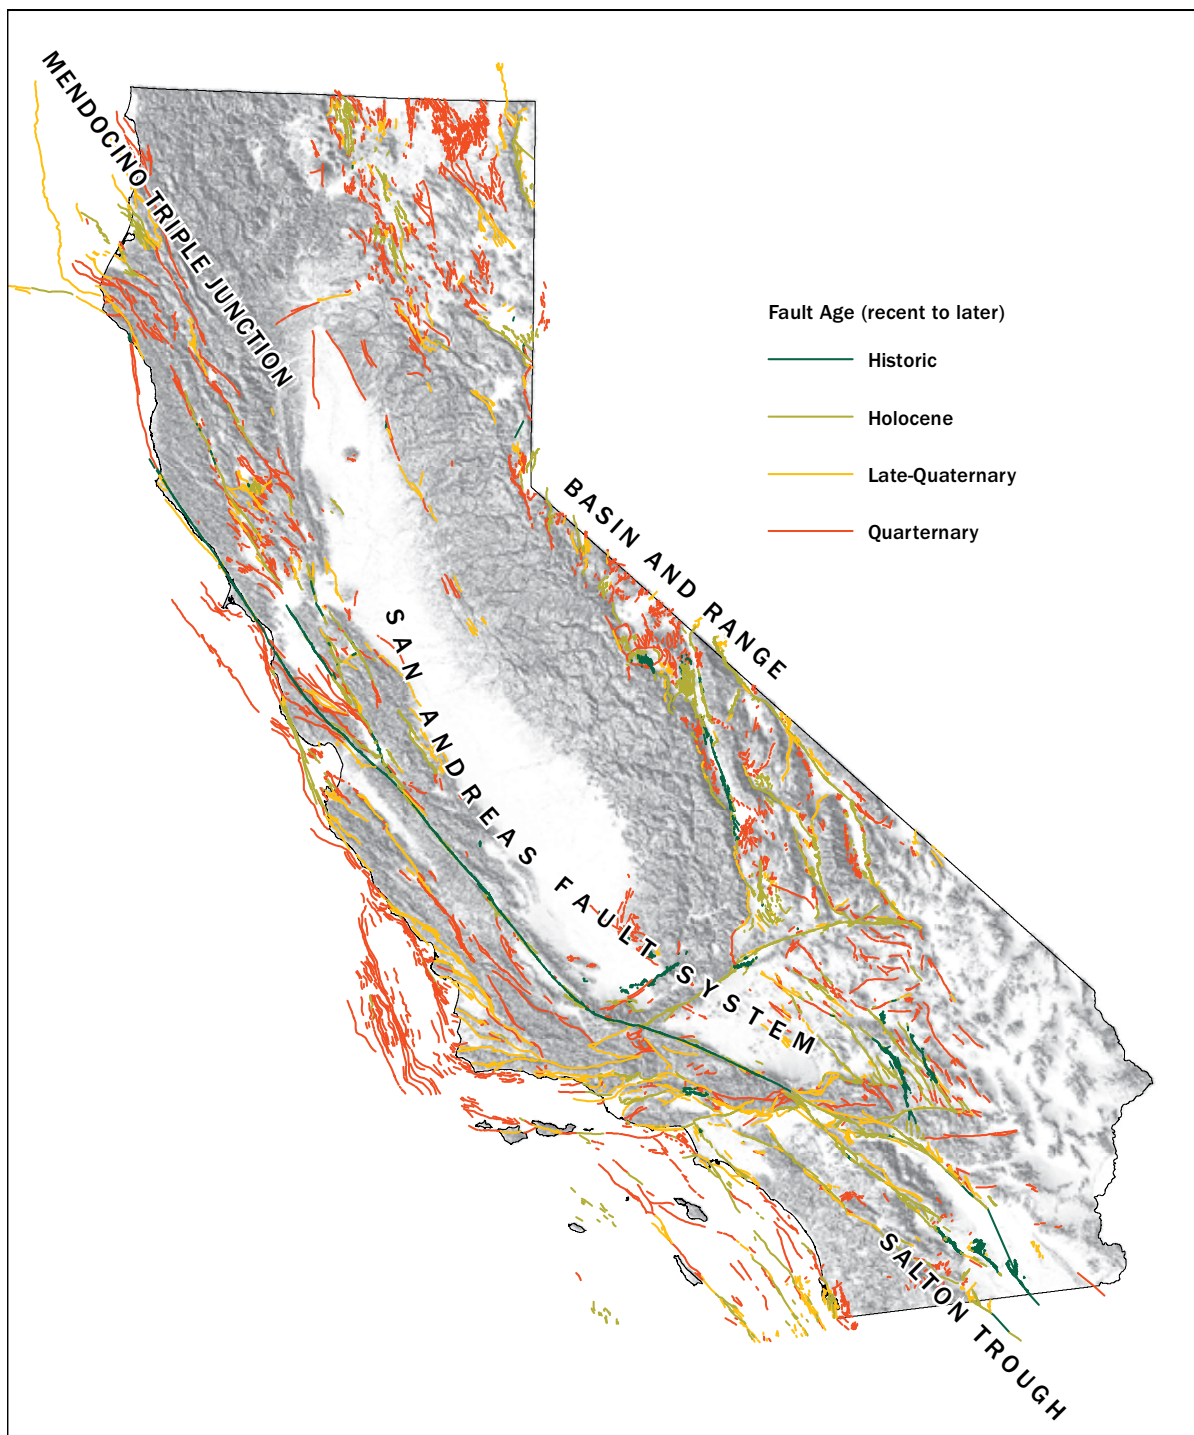 MENDOCINO TRIPLE JUNCTION
Fault Age (recent to later)
Historic
Holocene
Late-Quaternary
Quarternary
BASIN AND RANGE
SAN ANDREAS FAULT SYSTEM
SALTON TROUGH